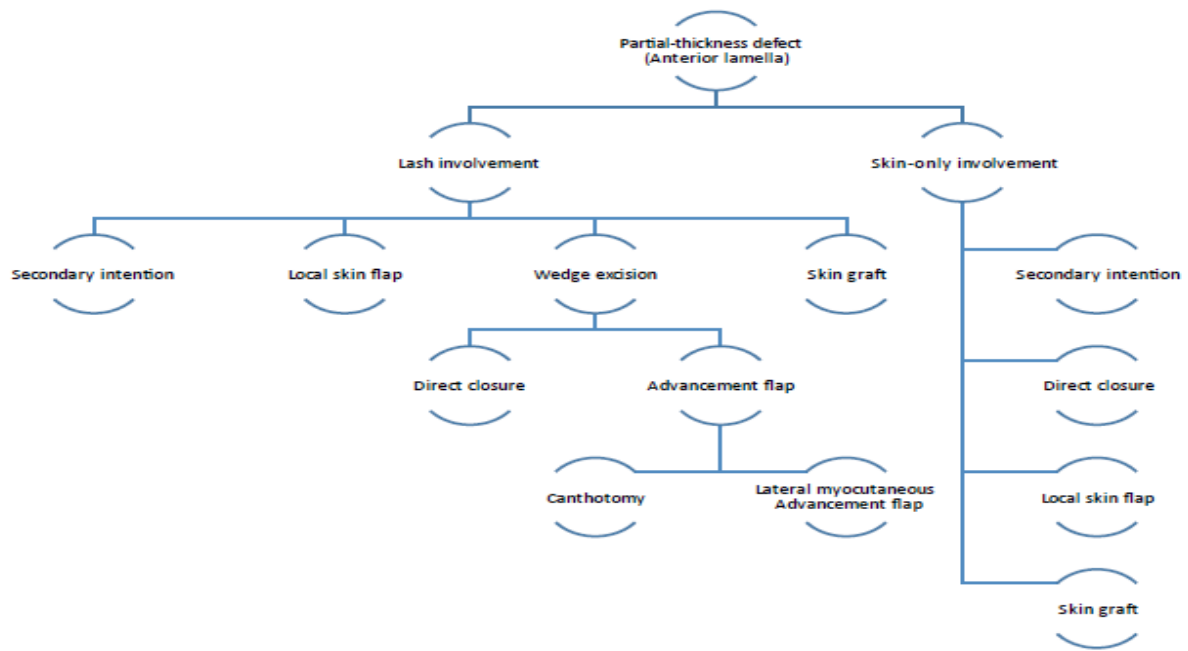 Partial-thickness defect
(Anterior lamella)
Lash involvement
Skin-only involvement
Secondary intention
Local skin flap
Wedge excision
Skin graft
Secondary intention
Direct closure
Advancement flap
Direct closure
Canthotomy
Lateral myocutaneous
Advancement flap
Local skin flap
Skin graft